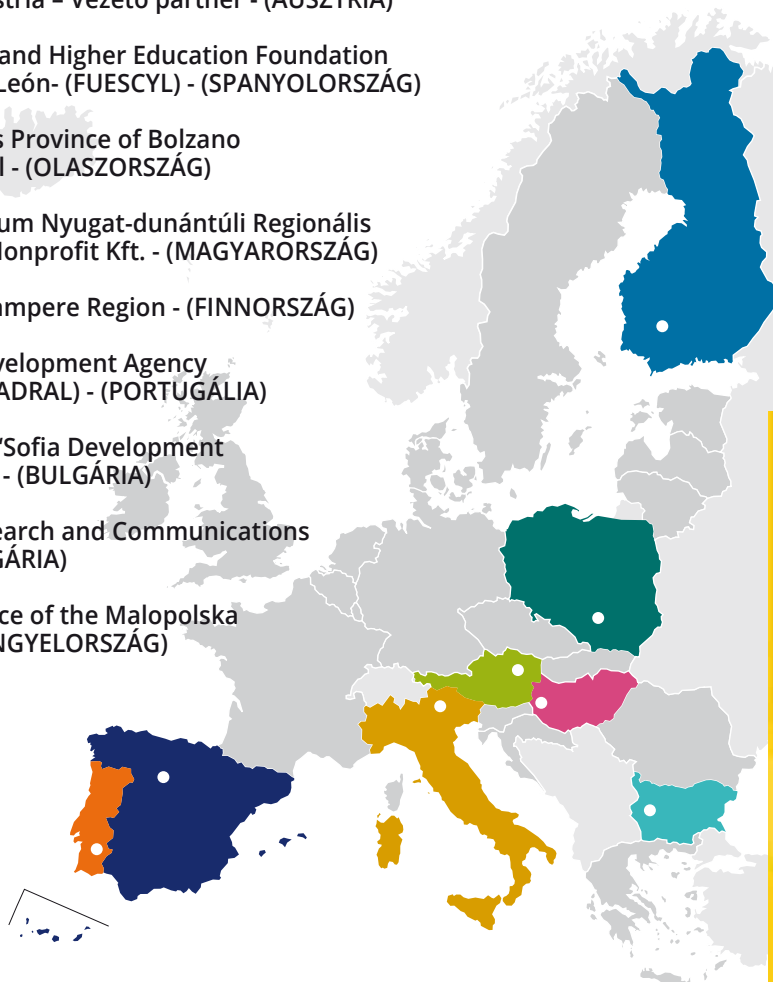 stria – Vezető partner - (AUSZTRIA)
and Higher Education Foundation
León- (FUESCYL) - (SPANYOLORSZÁG)
s Province of Bolzano
l - (OLASZORSZÁG)
um Nyugat-dunántúli Regionális
Nonprofit Kft. - (MAGYARORSZÁG)
ampere Region - (FINNORSZÁG)
velopment Agency
ADRAL) - (PORTUGÁLIA)
"Sofia Development
- (BULGÁRIA)
earch and Communications
GÁRIA)
ce of the Malopolska
NGYELORSZÁG)